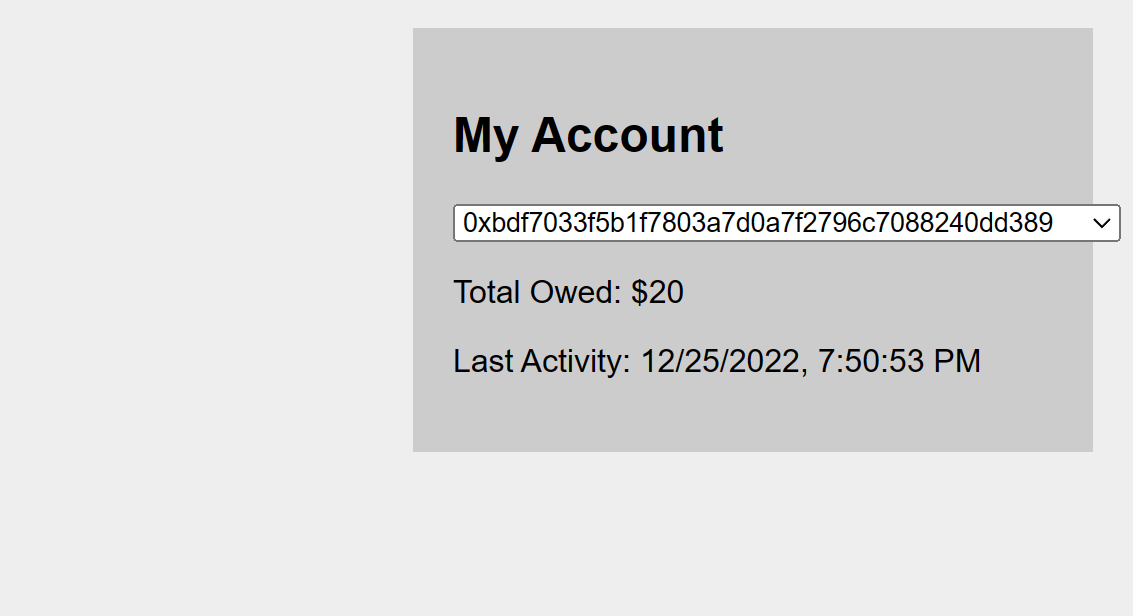 My Account
0xbdf7033f5b1f7803a7d0a7f2796c7088240dd389
Total Owed: $20
Last Activity: 12/25/2022, 7:50:53 PM